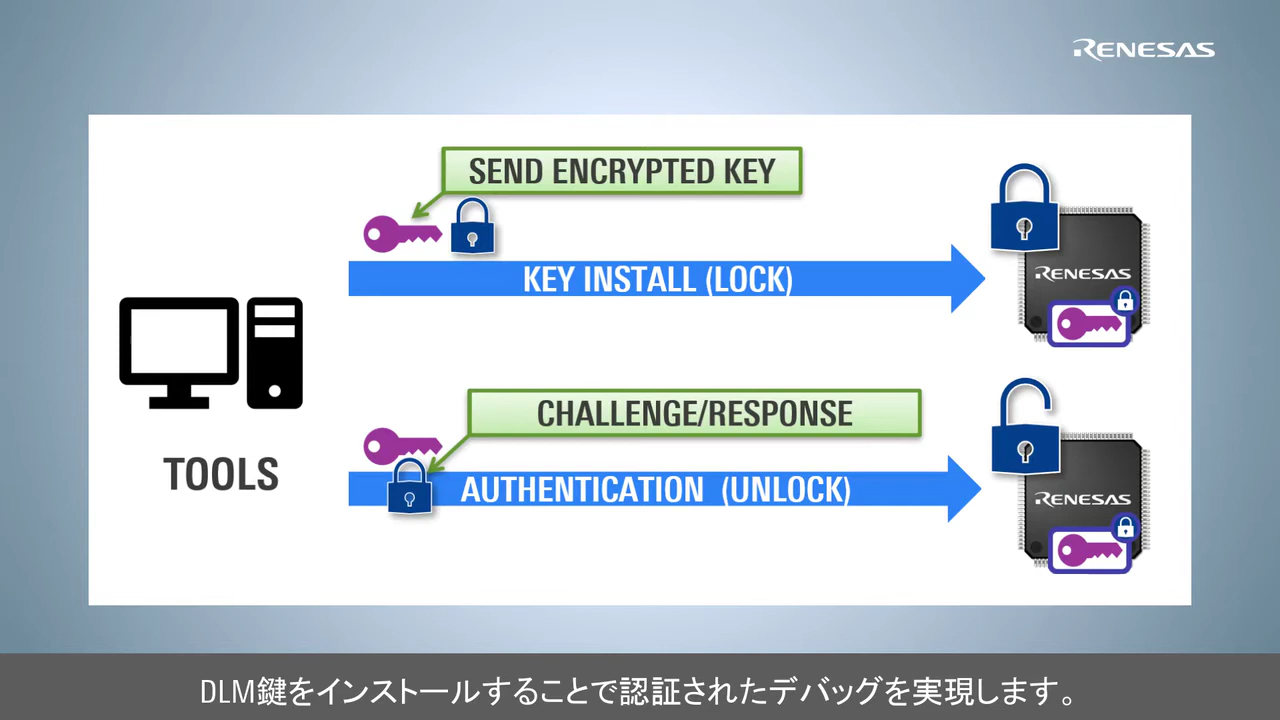 RENESAS
SEND ENCRYPTED KEY
KEY INSTALL (LOCK)
RENESAS
TOOLS
CHALLENGE/RESPONSE
AUTHENTICATION (UNLOCK)
RENESAS
DLM鍵をインストールすることで認証されたデバッグを実現します。